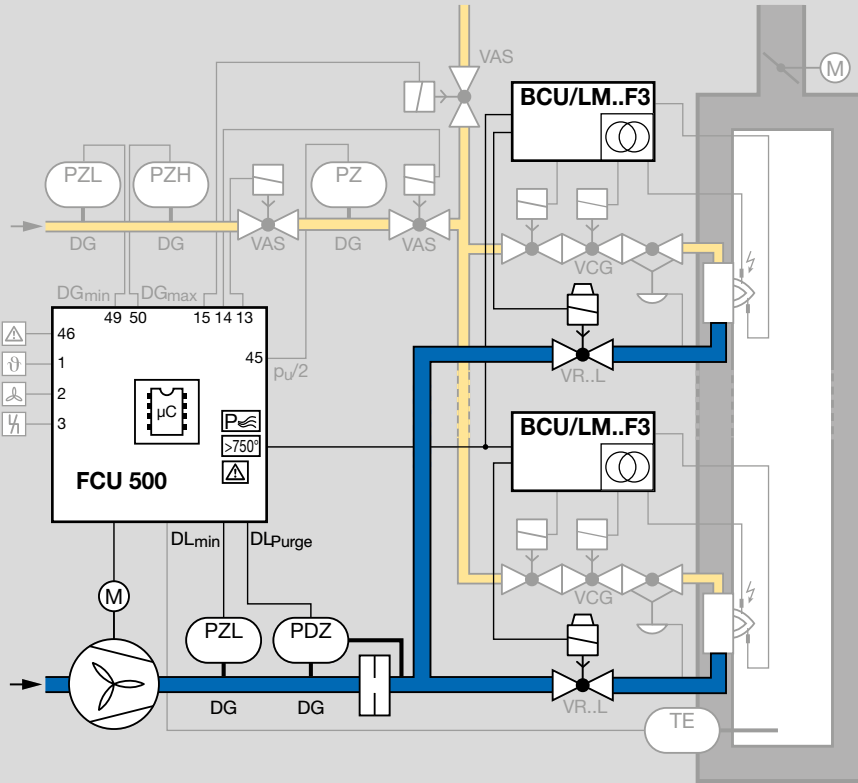 VAS
M
BCU/LM..F3
PZL
PZH
PZ
DG
DG
VAS
DG
VAS
VCG
DGmin
DGmax
49 50
15 14 13
46
1
2
3
45
pu/2
VR..L
µC
P
>750°
FCU 500
BCU/LM..F3
DLmin
DLPurge
VCG
M
PZL
PDZ
DG
DG
VR..L
TE